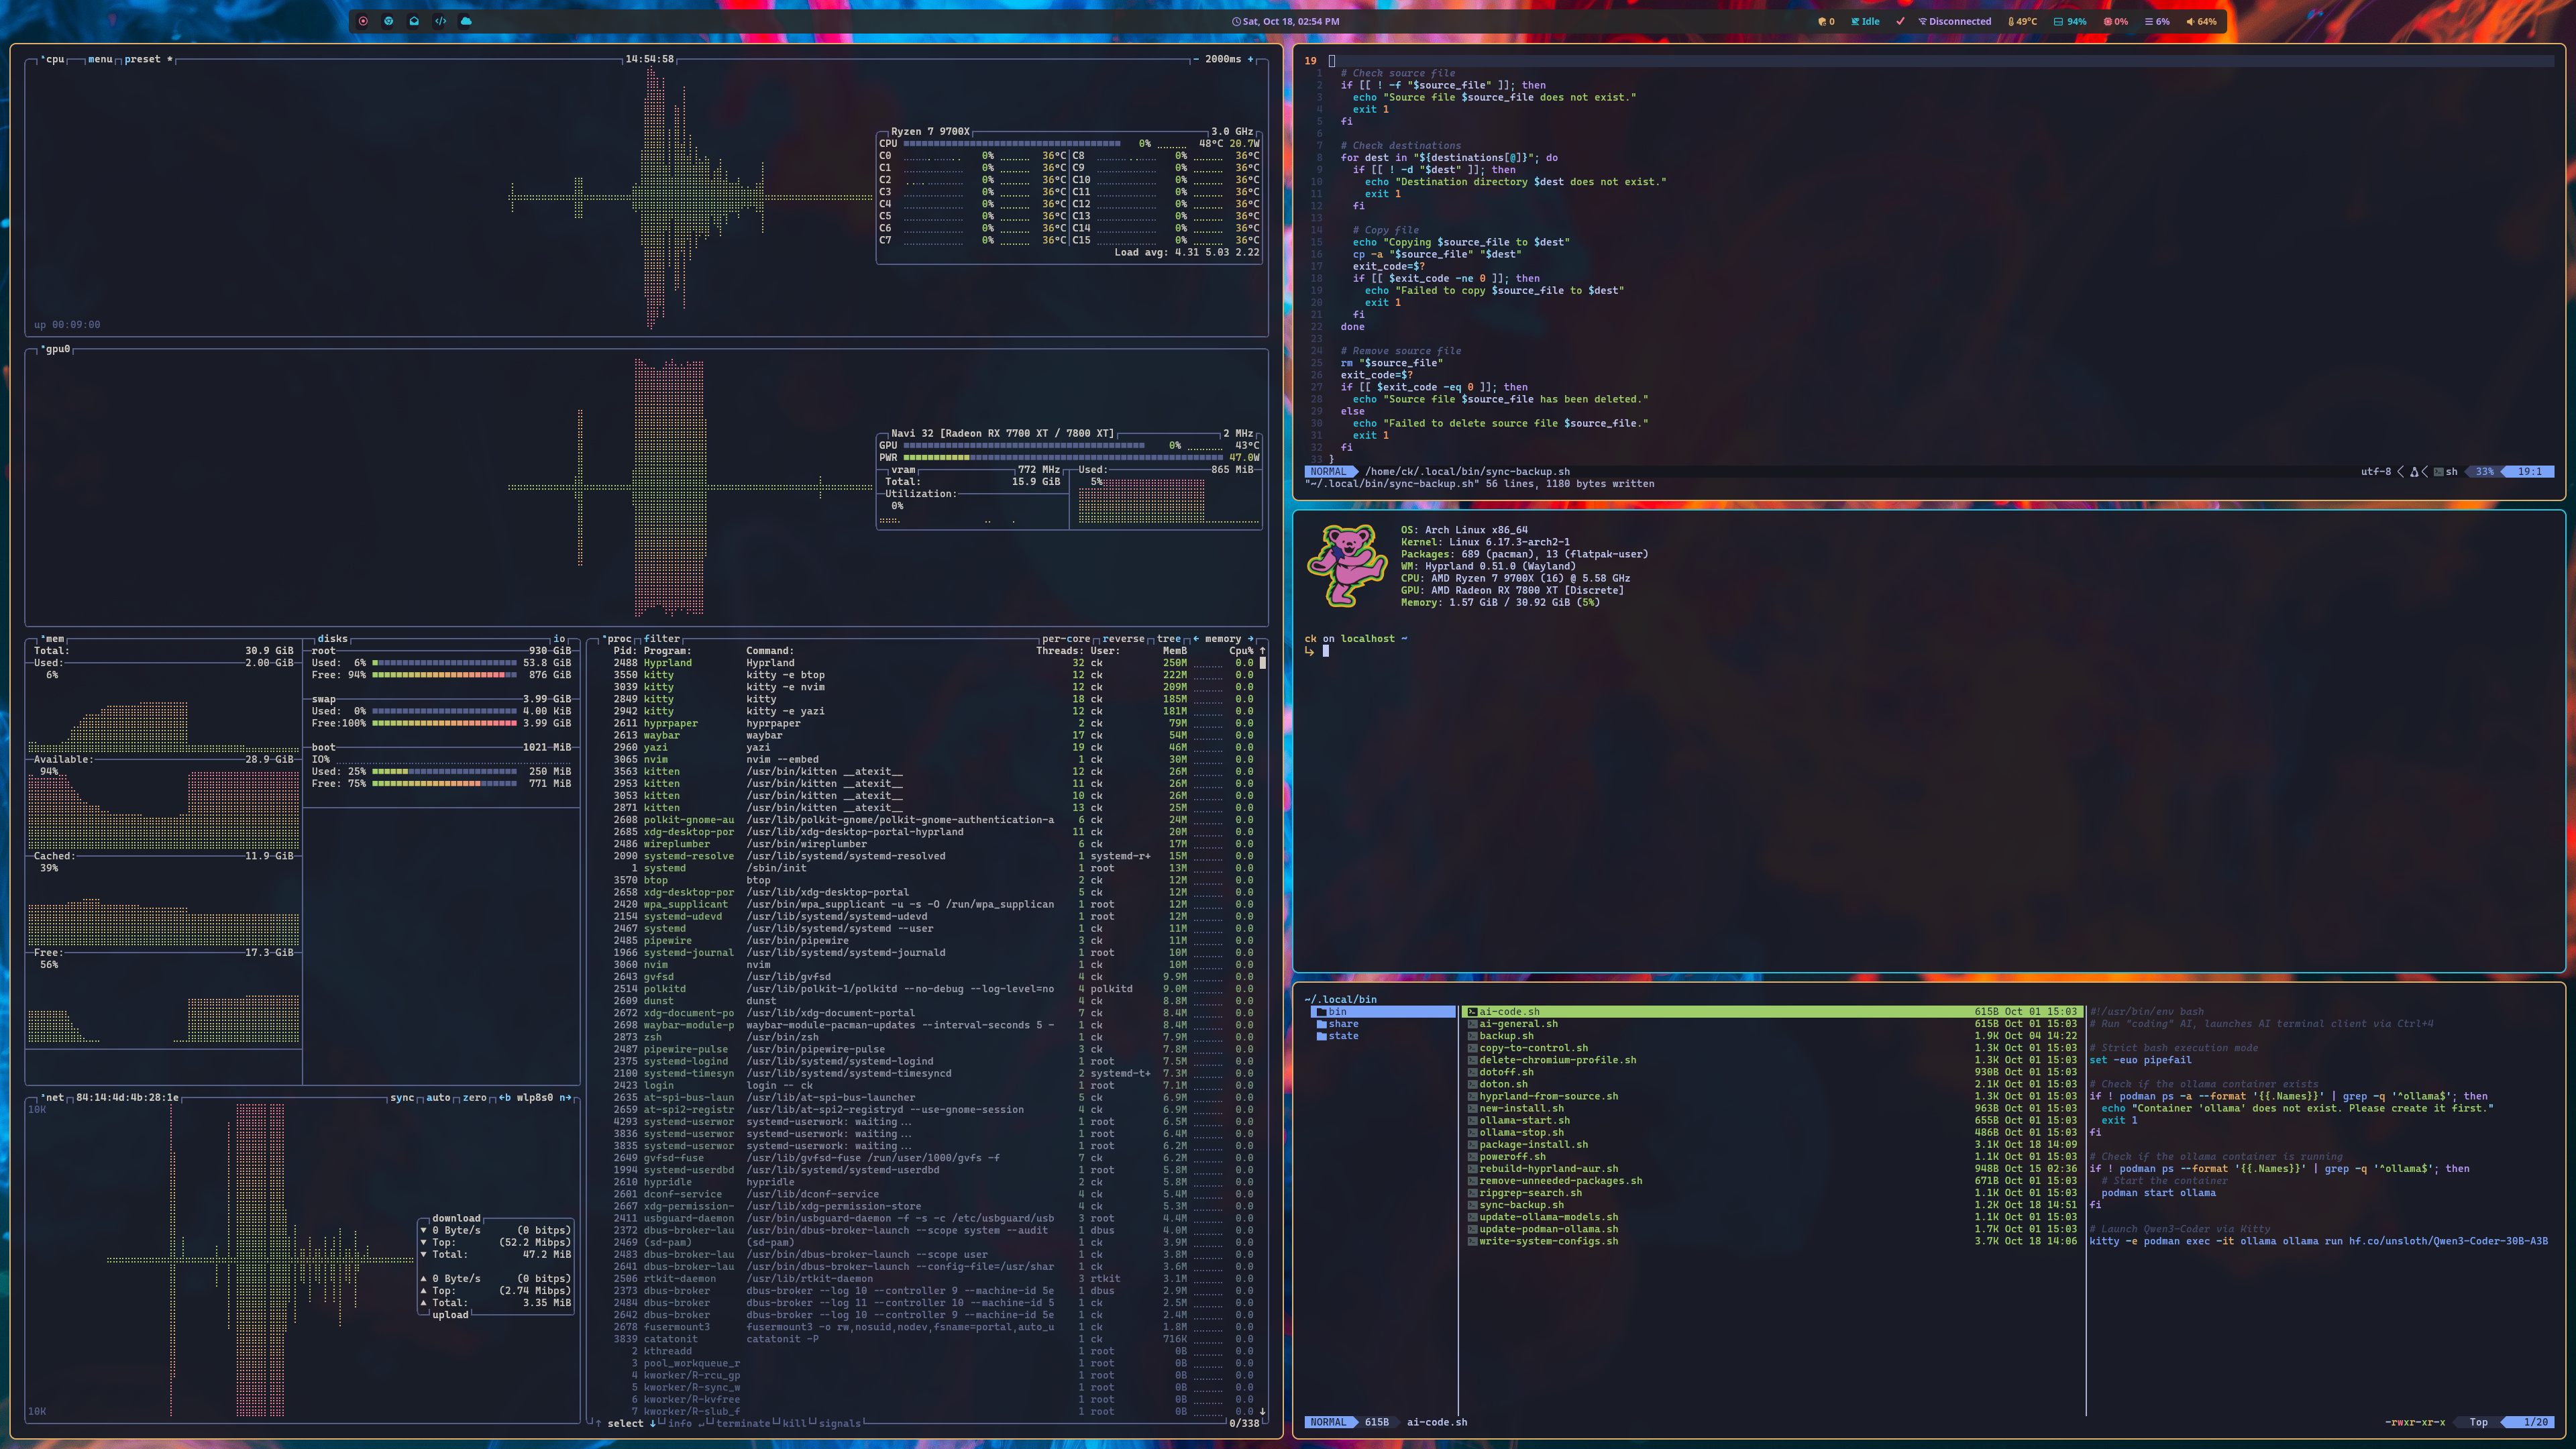 Sat, Oct 18, 02:54 PM
0 Idle Disconnected 49°C 94% 0% 6% 64%
cpu menu preset * 14:54:58 - 2000ms +
Ryzen 7 9700X 3.0 GHz
CPU 0% 48°C 20.7W
C0 0% 36°C C8 0% 36°C
C1 0% 36°C C9 0% 36°C
C2 0% 36°C C10 0% 36°C
C3 0% 36°C C11 0% 36°C
C4 0% 36°C C12 0% 36°C
C5 0% 36°C C13 0% 36°C
C6 0% 36°C C14 0% 36°C
C7 0% 36°C C15 0% 36°C
Load avg: 4.31 5.03 2.22
up 00:09:00
gpu0
Navi 32 [Radeon RX 7700 XT / 7800 XT] 2 MHz
GPU 0% 43°C
PWR 47.0W
vram 772 MHz Used: 865 MiB
Total: 15.9 GiB 5%
Utilization:
0%
mem
Total: 30.9 GiB
Used: 2.00 GiB
6%
Available: 28.9 GiB
94%
Cached: 11.9 GiB
39%
Free: 17.3 GiB
56%
disks io
root 930 GiB
Used: 6% 53.8 GiB
Free: 94% 876 GiB
swap 3.99 GiB
Used: 0% 4.00 KiB
Free:100% 3.99 GiB
boot 1021 MiB
IO%
Used: 25% 250 MiB
Free: 75% 771 MiB
net 84:14:4d:4b:28:1e sync auto zero ←b wlp8s0 n→
10K
download
▼ 0 Byte/s (0 bitps)
▼ Top: (52.2 Mibps)
▼ Total: 47.2 MiB
▲ 0 Byte/s (0 bitps)
▲ Top: (2.74 Mibps)
▲ Total: 3.35 MiB
upload
10K
proc filter per-core reverse tree ← memory →
Pid: Program: Command: Threads: User: MemB Cpu% ↑
2488 Hyprland Hyprland 32 ck 250M 0.0
3550 kitty kitty -e btop 12 ck 222M 0.0
3039 kitty kitty -e nvim 12 ck 209M 0.0
2849 kitty kitty 18 ck 185M 0.0
2942 kitty kitty -e yazi 12 ck 181M 0.0
2611 hyprpaper hyprpaper 2 ck 79M 0.0
2613 waybar waybar 17 ck 54M 0.0
2960 yazi yazi 19 ck 46M 0.0
3065 nvim nvim --embed 1 ck 30M 0.0
3563 kitten /usr/bin/kitten __atexit__ 12 ck 26M 0.0
2953 kitten /usr/bin/kitten __atexit__ 11 ck 26M 0.0
3053 kitten /usr/bin/kitten __atexit__ 10 ck 26M 0.0
2871 kitten /usr/bin/kitten __atexit__ 13 ck 25M 0.0
2608 polkit-gnome-au /usr/lib/polkit-gnome/polkit-gnome-authentication-a 6 ck 24M 0.0
2685 xdg-desktop-por /usr/lib/xdg-desktop-portal-hyprland 11 ck 20M 0.0
2486 wireplumber /usr/bin/wireplumber 6 ck 17M 0.0
2090 systemd-resolve /usr/lib/systemd/systemd-resolved 1 systemd-r+ 15M 0.0
1 systemd /sbin/init 1 root 13M 0.0
3570 btop btop 2 ck 12M 0.0
2658 xdg-desktop-por /usr/lib/xdg-desktop-portal 5 ck 12M 0.0
2420 wpa_supplicant /usr/bin/wpa_supplicant -u -s -O /run/wpa_supplican 1 root 12M 0.0
2154 systemd-udevd /usr/lib/systemd/systemd-udevd 1 root 12M 0.0
2467 systemd /usr/lib/systemd/systemd --user 1 ck 11M 0.0
2485 pipewire /usr/bin/pipewire 3 ck 11M 0.0
1966 systemd-journal /usr/lib/systemd/systemd-journald 1 root 10M 0.0
3060 nvim nvim 1 ck 10M 0.0
2643 gvfsd /usr/lib/gvfsd 4 ck 9.9M 0.0
2514 polkitd /usr/lib/polkit-1/polkitd --no-debug --log-level=no 4 polkitd 9.0M 0.0
2609 dunst dunst 4 ck 8.8M 0.0
2672 xdg-document-po /usr/lib/xdg-document-portal 7 ck 8.4M 0.0
2698 waybar-module-p waybar-module-pacman-updates --interval-seconds 5 - 1 ck 8.4M 0.0
2873 zsh /usr/bin/zsh 1 ck 7.9M 0.0
2487 pipewire-pulse /usr/bin/pipewire-pulse 3 ck 7.8M 0.0
2375 systemd-logind /usr/lib/systemd/systemd-logind 1 root 7.5M 0.0
2100 systemd-timesyn /usr/lib/systemd/systemd-timesyncd 2 systemd-t+ 7.3M 0.0
2423 login login -- ck 1 root 7.1M 0.0
2635 at-spi-bus-laun /usr/lib/at-spi-bus-launcher 5 ck 6.9M 0.0
2659 at-spi2-registr /usr/lib/at-spi2-registryd --use-gnome-session 4 ck 6.9M 0.0
4293 systemd-userwor systemd-userwork: waiting... 1 root 6.5M 0.0
3836 systemd-userwor systemd-userwork: waiting... 1 root 6.4M 0.0
3835 systemd-userwor systemd-userwork: waiting... 1 root 6.2M 0.0
2649 gvfsd-fuse /usr/lib/gvfsd-fuse /run/user/1000/gvfs -f 7 ck 6.2M 0.0
1994 systemd-userdbd /usr/lib/systemd/systemd-userdbd 1 root 5.8M 0.0
2610 hypridle hypridle 2 ck 5.8M 0.0
2601 dconf-service /usr/lib/dconf-service 4 ck 5.4M 0.0
2667 xdg-permission- /usr/lib/xdg-permission-store 4 ck 5.3M 0.0
2411 usbguard-daemon /usr/bin/usbguard-daemon -f -s -c /etc/usbguard/usb 3 root 4.4M 0.0
2372 dbus-broker-lau /usr/bin/dbus-broker-launch --scope system --audit 1 dbus 4.0M 0.0
2469 (sd-pam) (sd-pam) 1 ck 3.9M 0.0
2483 dbus-broker-lau /usr/bin/dbus-broker-launch --scope user 1 ck 3.8M 0.0
2641 dbus-broker-lau /usr/bin/dbus-broker-launch --config-file=/usr/shar 1 ck 3.6M 0.0
2506 rtkit-daemon /usr/lib/rtkit-daemon 3 rtkit 3.1M 0.0
2373 dbus-broker dbus-broker --log 10 --controller 9 --machine-id 5e 1 dbus 2.9M 0.0
2484 dbus-broker dbus-broker --log 11 --controller 10 --machine-id 5 1 ck 2.5M 0.0
2642 dbus-broker dbus-broker --log 10 --controller 9 --machine-id 5e 1 ck 2.4M 0.0
2678 fusermount3 fusermount3 -o rw,nosuid,nodev,fsname=portal,auto_u 1 ck 1.8M 0.0
3839 catatonit catatonit -P 1 ck 716K 0.0
2 kthreadd 1 root 0B 0.0
3 pool_workqueue_r 1 root 0B 0.0
4 kworker/R-rcu_gp 1 root 0B 0.0
5 kworker/R-sync_w 1 root 0B 0.0
6 kworker/R-kvfree 1 root 0B 0.0
7 kworker/R-slub_f 1 root 0B 0.0 ↓
↑ select ↓ info ↵ terminate kill signals 0/338
19
1 # Check source file
2 if [[ ! -f "$source_file" ]]; then
3 echo "Source file $source_file does not exist."
4 exit 1
5 fi
6
7 # Check destinations
8 for dest in "${destinations[@]}"; do
9 if [[ ! -d "$dest" ]]; then
10 echo "Destination directory $dest does not exist."
11 exit 1
12 fi
13
14 # Copy file
15 echo "Copying $source_file to $dest"
16 cp -a "$source_file" "$dest"
17 exit_code=$?
18 if [[ $exit_code -ne 0 ]]; then
19 echo "Failed to copy $source_file to $dest"
20 exit 1
21 fi
22 done
23
24 # Remove source file
25 rm "$source_file"
26 exit_code=$?
27 if [[ $exit_code -eq 0 ]]; then
28 echo "Source file $source_file has been deleted."
29 else
30 echo "Failed to delete source file $source_file."
31 exit 1
32 fi
33 }
NORMAL /home/ck/.local/bin/sync-backup.sh utf-8 sh 33% 19:1
"~/.local/bin/sync-backup.sh" 56 lines, 1180 bytes written
OS: Arch Linux x86_64
Kernel: Linux 6.17.3-arch2-1
Packages: 689 (pacman), 13 (flatpak-user)
WM: Hyprland 0.51.0 (Wayland)
CPU: AMD Ryzen 7 9700X (16) @ 5.58 GHz
GPU: AMD Radeon RX 7800 XT [Discrete]
Memory: 1.57 GiB / 30.92 GiB (5%)
ck on localhost ~
~/.local/bin
bin
share
state
ai-code.sh 615B Oct 01 15:03
ai-general.sh 615B Oct 01 15:03
backup.sh 1.9K Oct 04 14:22
copy-to-control.sh 1.3K Oct 01 15:03
delete-chromium-profile.sh 1.3K Oct 01 15:03
dotoff.sh 930B Oct 01 15:03
doton.sh 2.1K Oct 01 15:03
hyprland-from-source.sh 1.3K Oct 01 15:03
new-install.sh 963B Oct 01 15:03
ollama-start.sh 655B Oct 01 15:03
ollama-stop.sh 486B Oct 01 15:03
package-install.sh 3.1K Oct 18 14:09
poweroff.sh 1.1K Oct 01 15:03
rebuild-hyprland-aur.sh 948B Oct 15 02:36
remove-unneeded-packages.sh 671B Oct 01 15:03
ripgrep-search.sh 1.1K Oct 01 15:03
sync-backup.sh 1.2K Oct 18 14:51
update-ollama-models.sh 1.1K Oct 01 15:03
update-podman-ollama.sh 1.7K Oct 01 15:03
write-system-configs.sh 3.7K Oct 18 14:06
#!/usr/bin/env bash
# Run "coding" AI, launches AI terminal client via Ctrl+4
# Strict bash execution mode
set -euo pipefail
# Check if the ollama container exists
if ! podman ps -a --format '{{.Names}}' | grep -q '^ollama$'; then
echo "Container 'ollama' does not exist. Please create it first."
exit 1
fi
# Check if the ollama container is running
if ! podman ps --format '{{.Names}}' | grep -q '^ollama$'; then
# Start the container
podman start ollama
fi
# Launch Qwen3-Coder via Kitty
kitty -e podman exec -it ollama ollama run hf.co/unsloth/Qwen3-Coder-30B-A3B
NORMAL 615B ai-code.sh -rwxr-xr-x Top 1/20